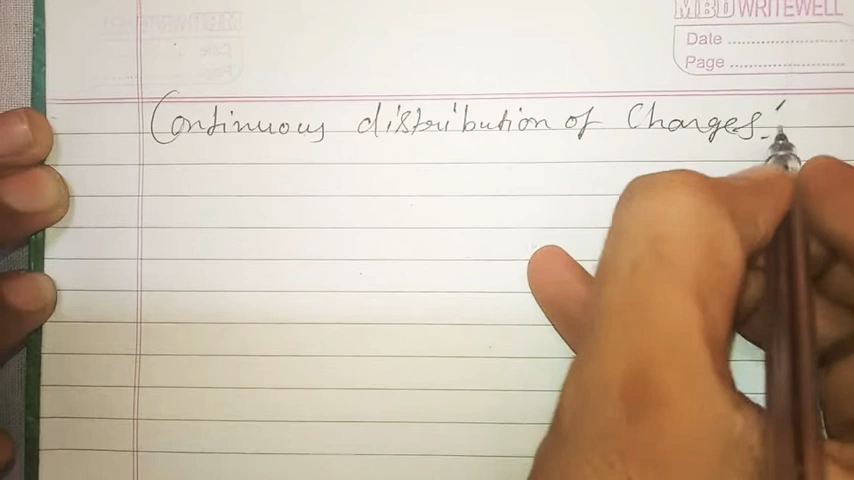 MBD WRITEWELL
Date ........................
Page ........................
Continuous distribution of Charges.